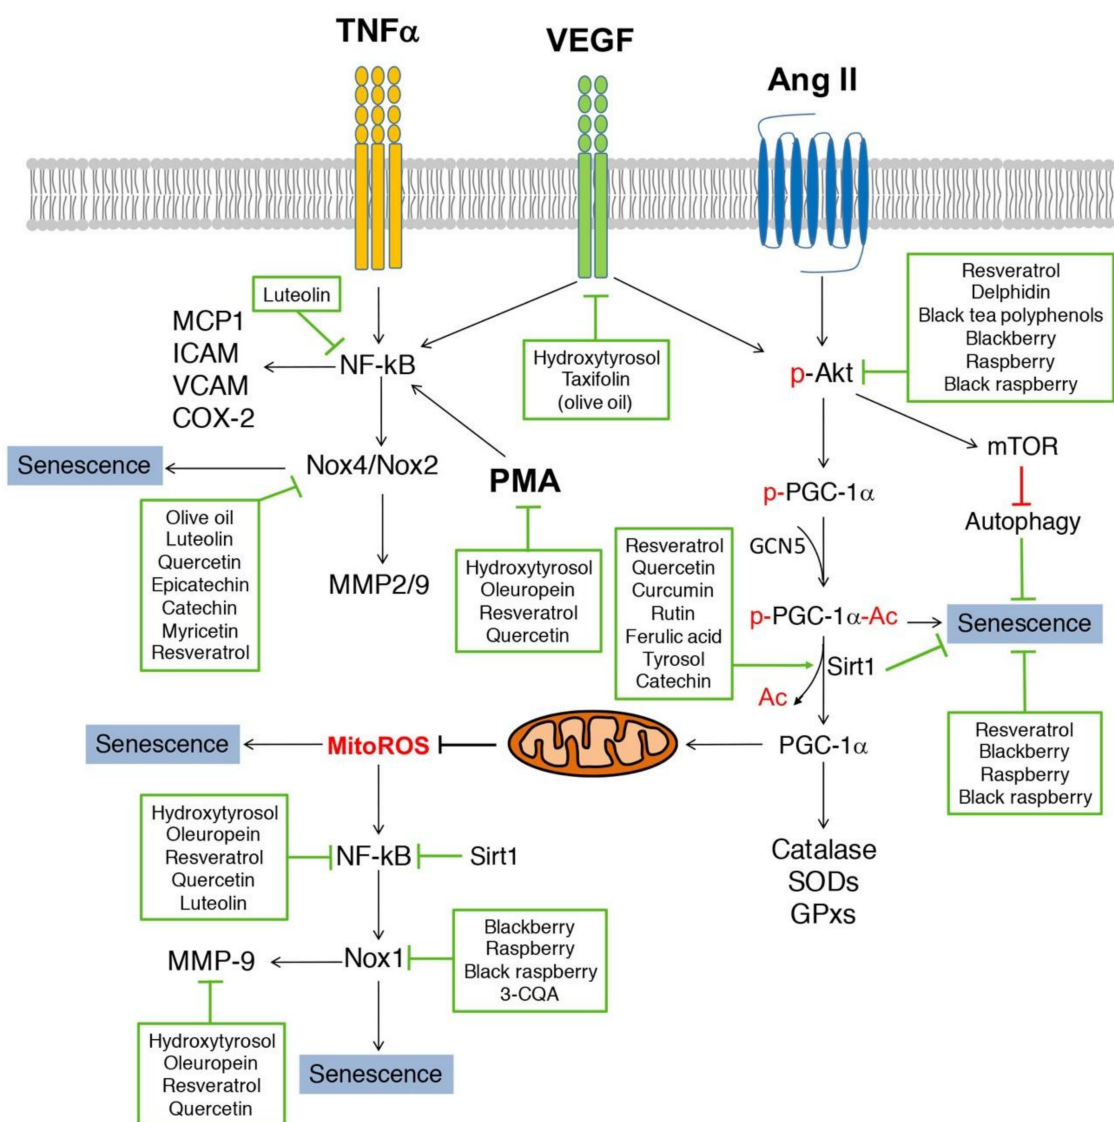 TNFα
VEGF
Ang II
Luteolin
MCP1
ICAM
VCAM
COX-2
NF-kB
Hydroxytyrosol
Taxifolin
(olive oil)
p-Akt
Resveratrol
Delphidin
Black tea polyphenols
Blackberry
Raspberry
Black raspberry
Senescence
Nox4/Nox2
PMA
mTOR
p-PGC-1α
Autophagy
Olive oil
Luteolin
Quercetin
Epicatechin
Catechin
Myricetin
Resveratrol
MMP2/9
Hydroxytyrosol
Oleuropein
Resveratrol
Quercetin
Resveratrol
Quercetin
Curcumin
Rutin
Ferulic acid
Tyrosol
Catechin
GCN5
p-PGC-1α-Ac
Senescence
Sirt1
Ac
Senescence
MitoROS
PGC-1α
Resveratrol
Blackberry
Raspberry
Black raspberry
Hydroxytyrosol
Oleuropein
Resveratrol
Quercetin
Luteolin
NF-kB
Sirt1
Catalase
SODs
GPxs
MMP-9
Nox1
Blackberry
Raspberry
Black raspberry
3-CQA
Hydroxytyrosol
Oleuropein
Resveratrol
Quercetin
Senescence